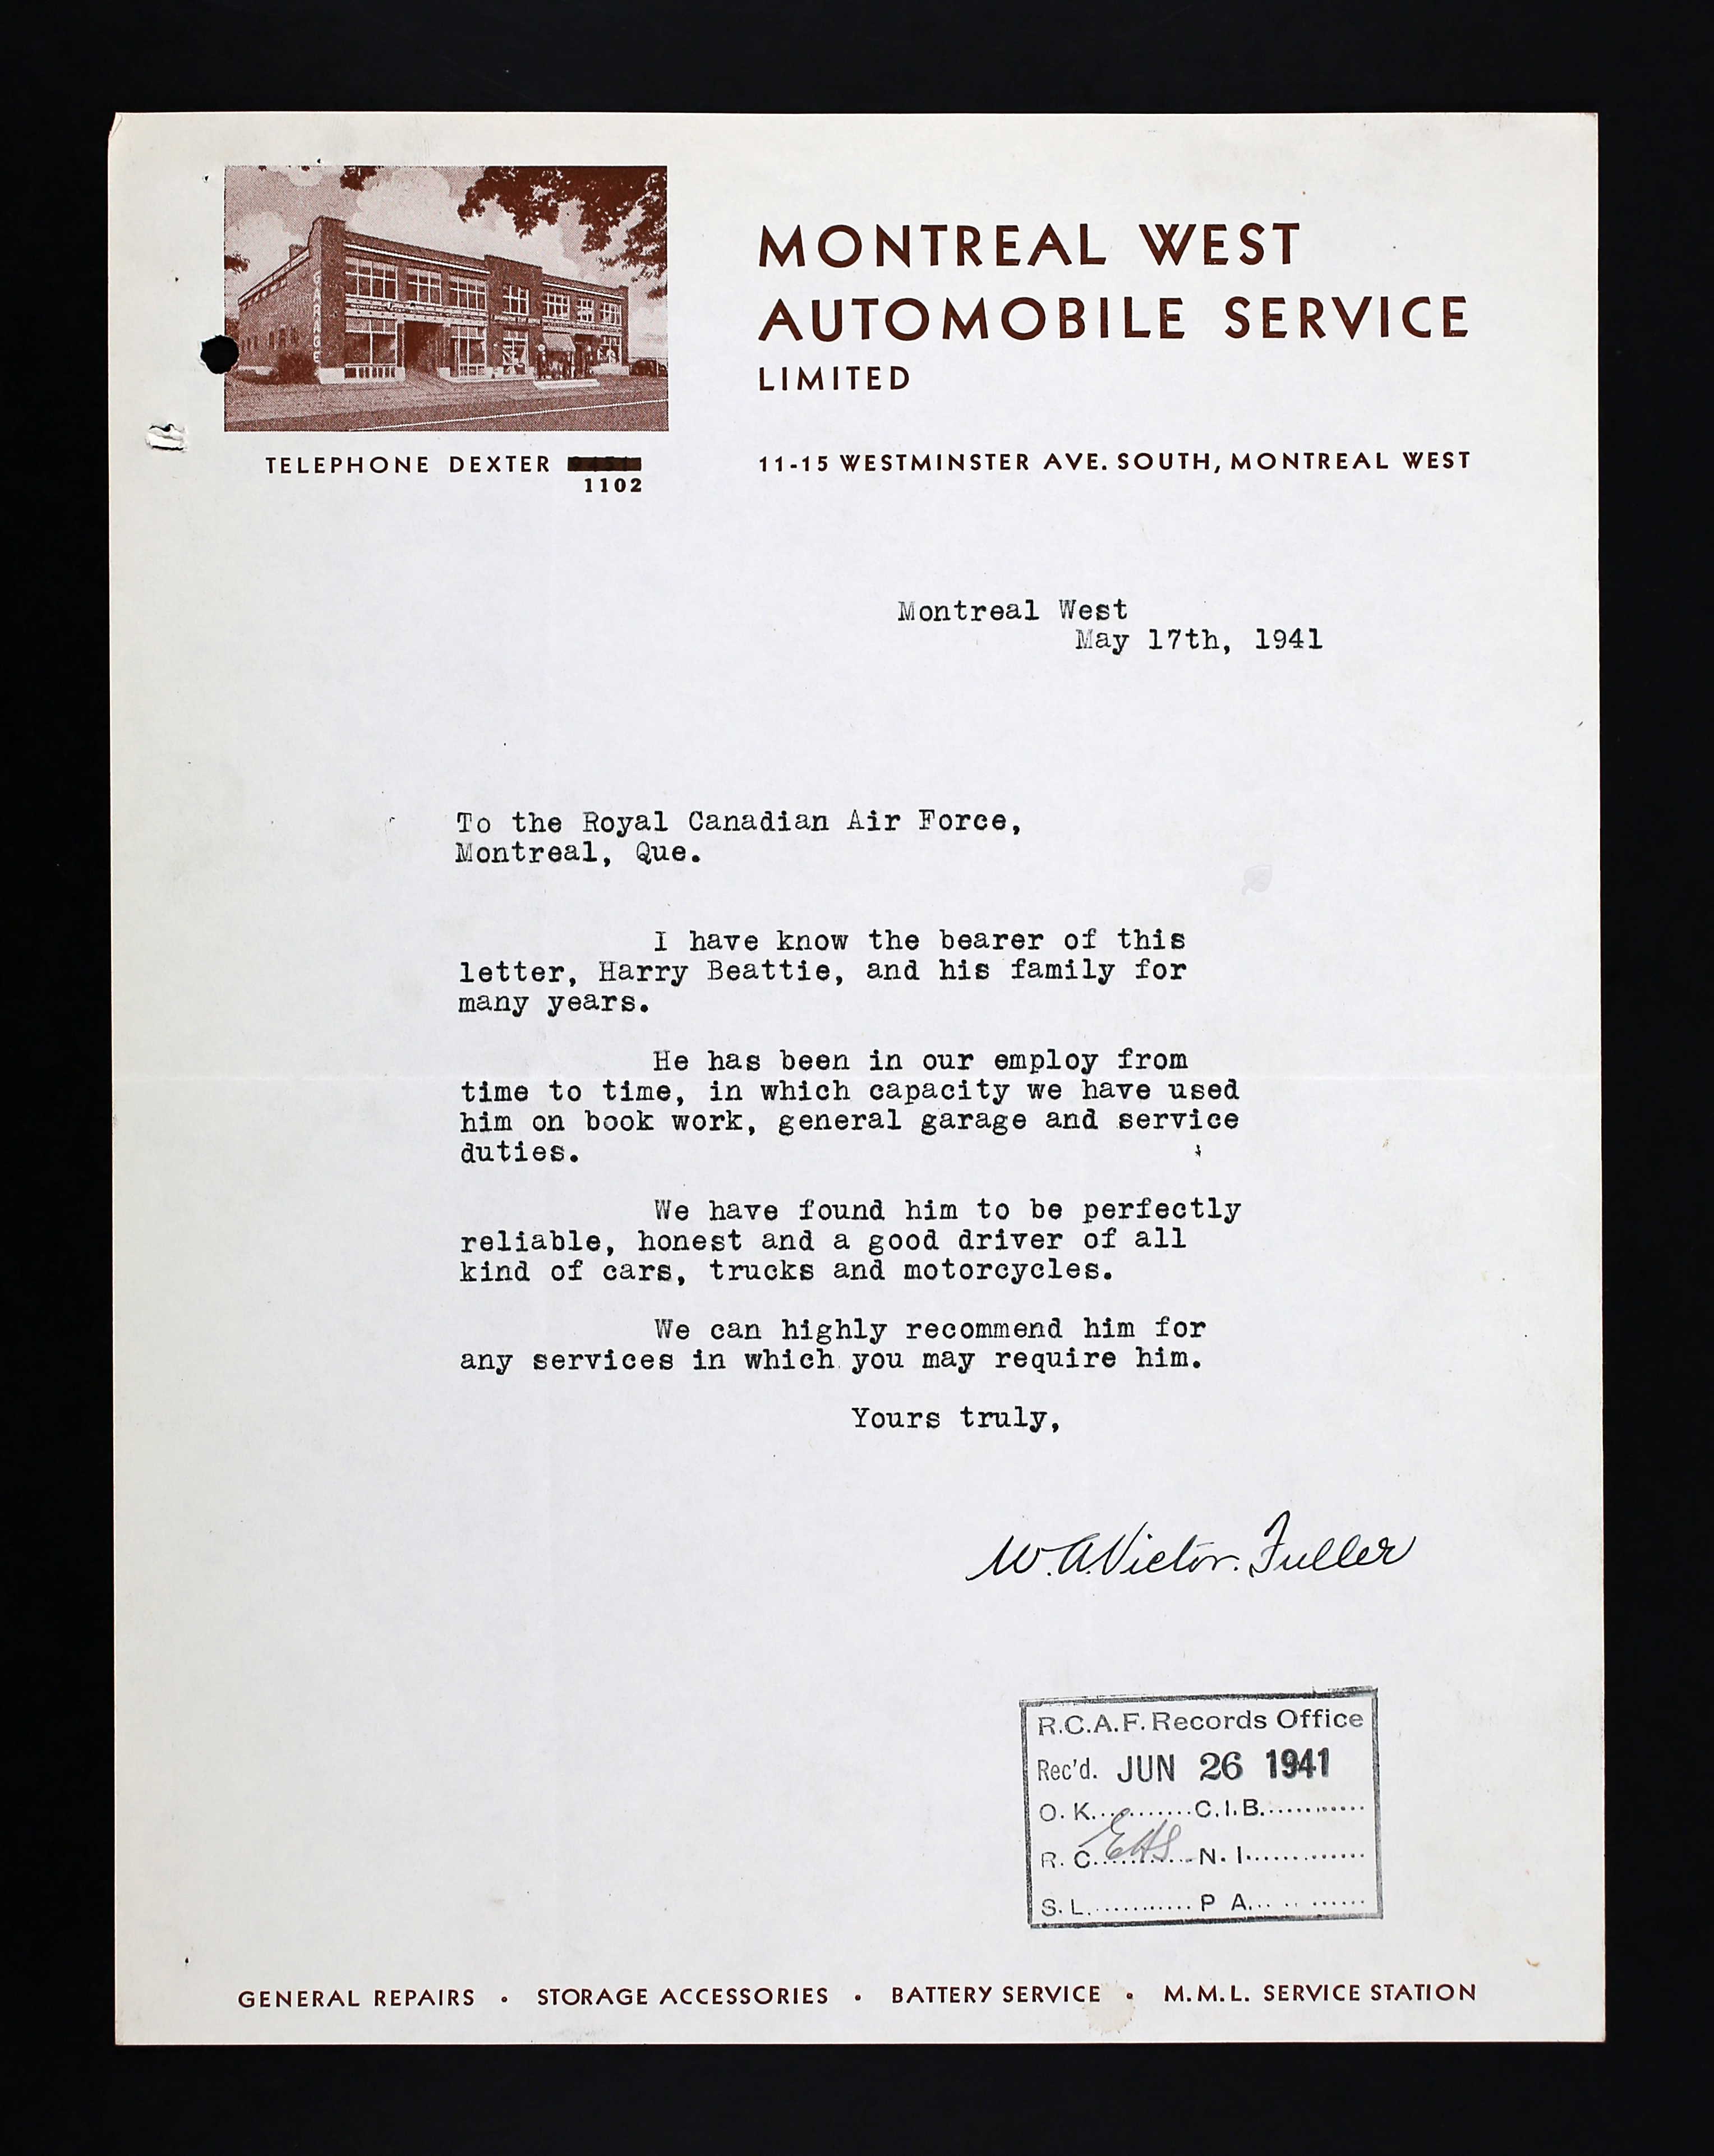 GARAGE
MONTREAL WEST
AUTOMOBILE SERVICE
LIMITED
TELEPHONE DEXTER
1102
11-15 WESTMINSTER AVE. SOUTH, MONTREAL WEST
Montreal West
May 17th, 1941
To the Royal Canadian Air Force,
Montreal, Que.
I have know the bearer of this
letter, Harry Beattie, and his family for
many years.
He has been in our employ from
time to time, in which capacity we have used
him on book work, general garage and service
duties.
We have found him to be perfectly
reliable, honest and a good driver of all
kind of cars, trucks and motorcycles.
We can highly recommend him for
any services in which you may require him.
Yours truly,
W. A. Victor. Fuller
R.C.A.F. Records Office
Rec'd. JUN 26 1941
O. K...........C.I.B............
R. C...........N. I.............
S. L............ P A... .. ......
GENERAL REPAIRS • STORAGE ACCESSORIES • BATTERY SERVICE • M.M.L. SERVICE STATION